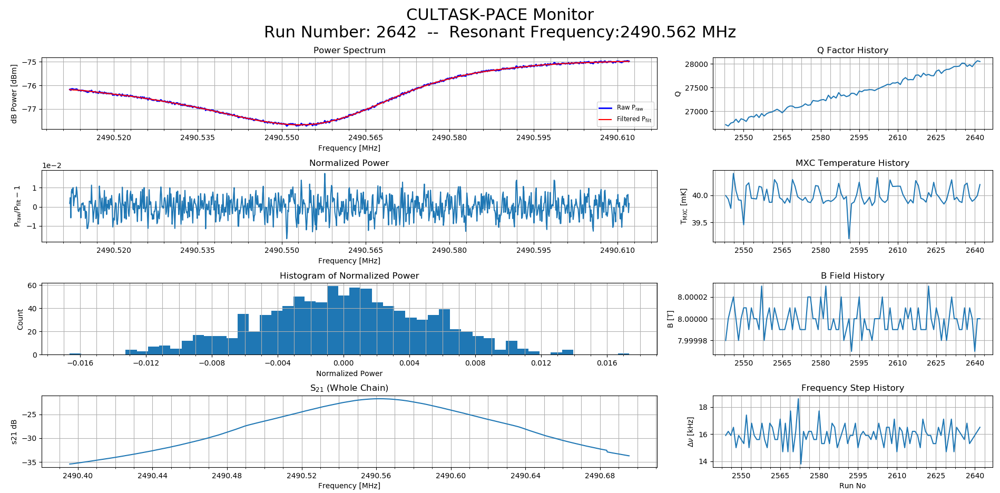 CULTASK-PACE Monitor
Run Number: 2642 -- Resonant Frequency:2490.562 MHz
Power Spectrum
−75
−76
−77
dB Power [dBm]
Raw Praw
Filtered Pfilt
2490.520 2490.535 2490.550 2490.565 2490.580 2490.595 2490.610
Frequency [MHz]
Q Factor History
28000
27500
27000
Q
2550 2565 2580 2595 2610 2625 2640
Normalized Power
1e−2
1
0
−1
Praw/Pfilt − 1
2490.520 2490.535 2490.550 2490.565 2490.580 2490.595 2490.610
Frequency [MHz]
MXC Temperature History
40.0
39.5
TMXC [mK]
2550 2565 2580 2595 2610 2625 2640
Histogram of Normalized Power
60
40
20
0
Count
−0.016 −0.012 −0.008 −0.004 0.000 0.004 0.008 0.012 0.016
Normalized Power
B Field History
8.00002
8.00000
7.99998
B [T]
2550 2565 2580 2595 2610 2625 2640
S21 (Whole Chain)
−25
−30
−35
s21 dB
2490.40 2490.44 2490.48 2490.52 2490.56 2490.60 2490.64 2490.68
Frequency [MHz]
Frequency Step History
18
16
14
Δν [kHz]
2550 2565 2580 2595 2610 2625 2640
Run No